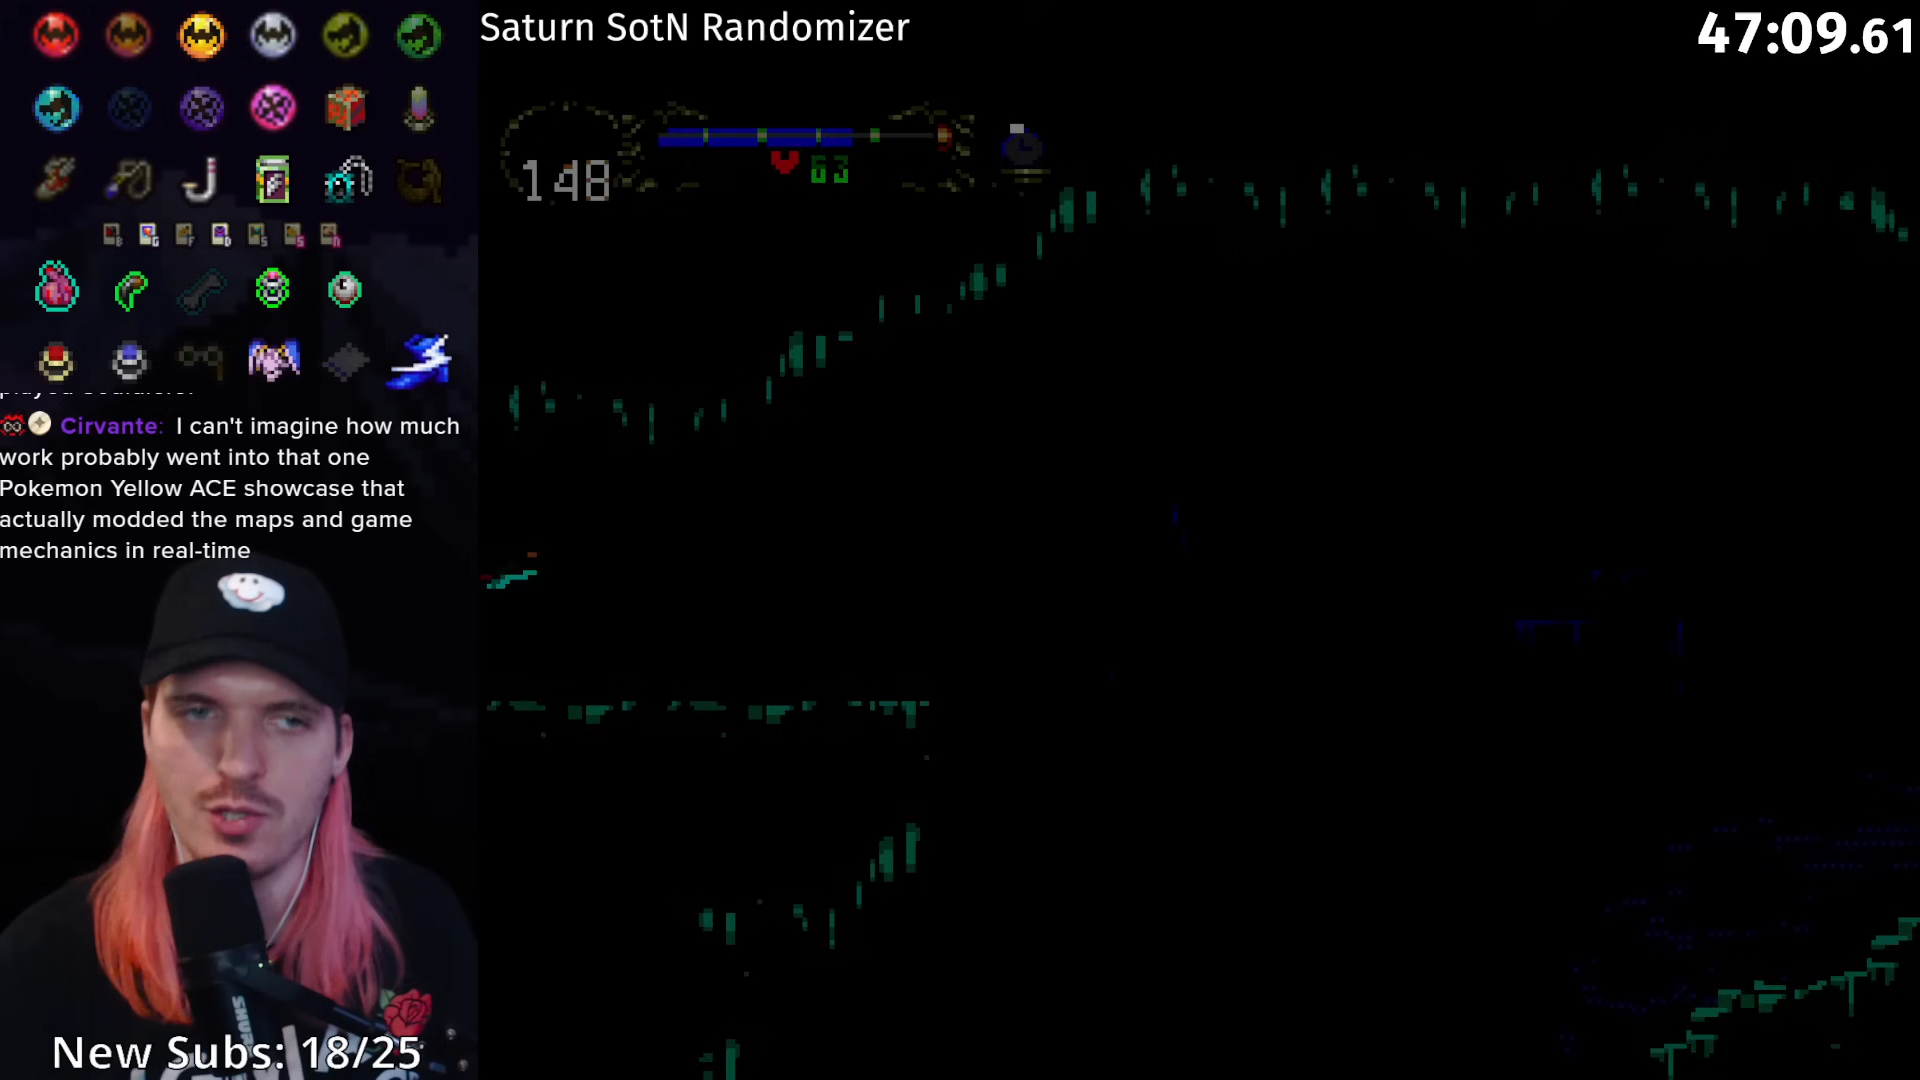 Saturn SotN Randomizer
47:09.61
148
63
Cirvante: I can't imagine how much
work probably went into that one
Pokemon Yellow ACE showcase that
actually modded the maps and game
mechanics in real-time
New Subs: 18/25